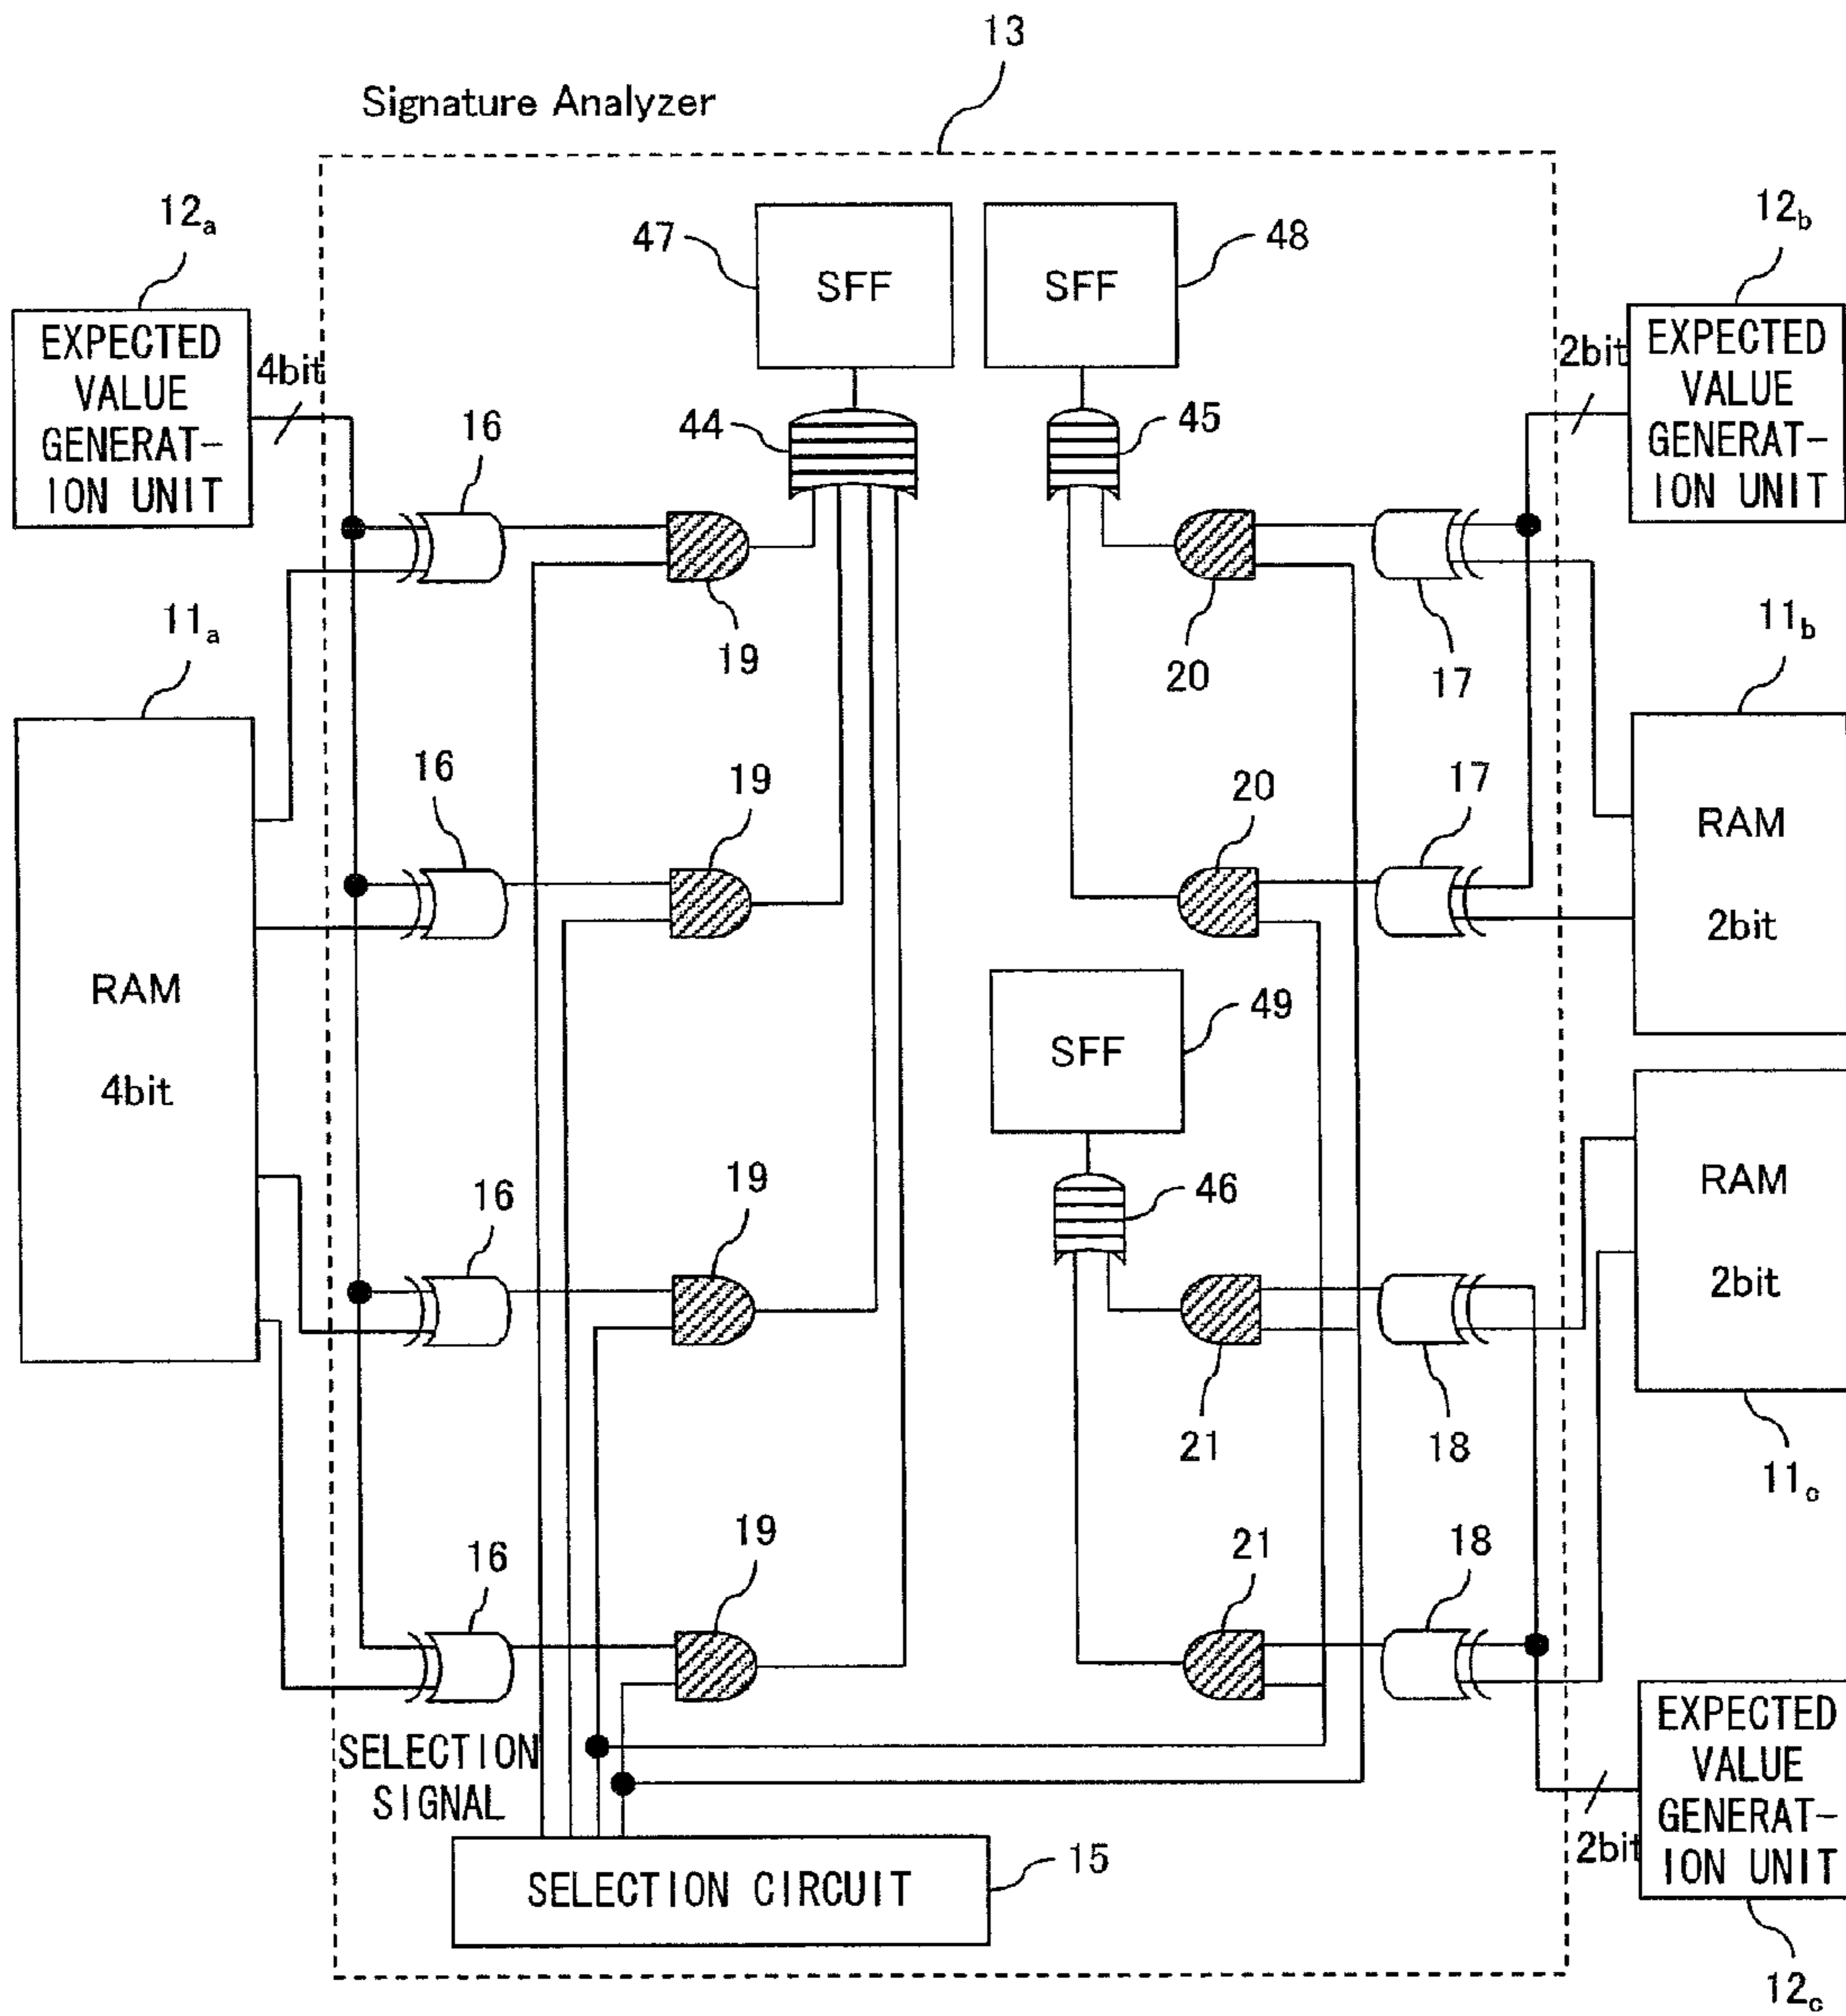 13
Signature Analyzer
12a
47
SFF
SFF
48
12b
EXPECTED
VALUE
GENERAT-
ION UNIT
4bit
2bit
EXPECTED
VALUE
GENERAT-
ION UNIT
16
44
45
19
20
17
11a
11b
16
19
20
17
RAM
4bit
RAM
2bit
SFF
49
16
19
46
RAM
2bit
21
18
11c
16
19
21
18
SELECTION
SIGNAL
SELECTION CIRCUIT
15
2bit
EXPECTED
VALUE
GENERAT-
ION UNIT
12c